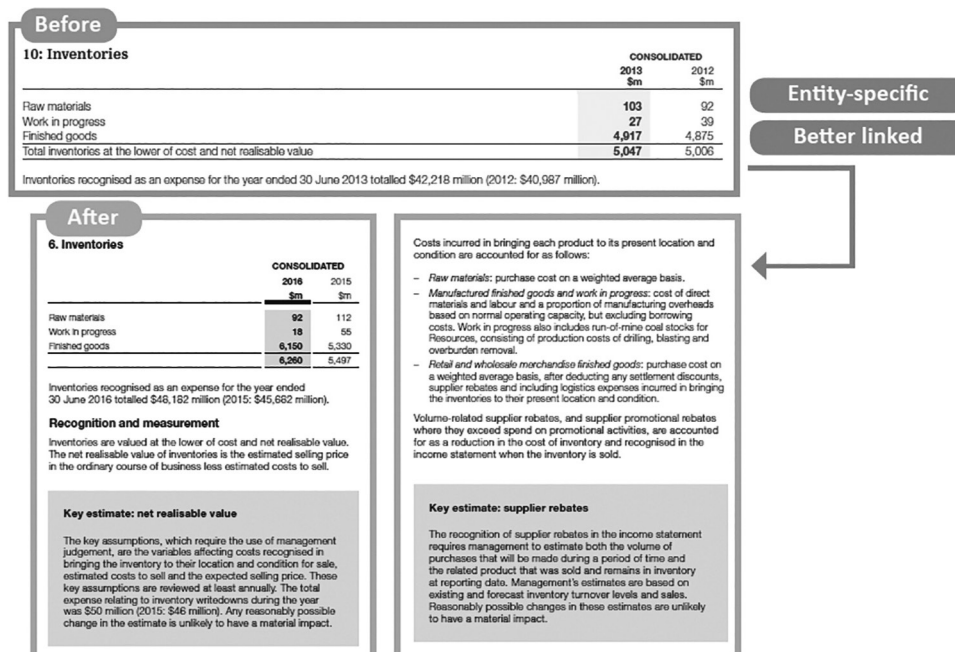 Before
10: Inventories
CONSOLIDATED
2013 2012
$m $m
Raw materials 103 92
Work in progress 27 39
Finished goods 4,917 4,875
Total inventories at the lower of cost and net realisable value 5,047 5,006
Inventories recognised as an expense for the year ended 30 June 2013 totalled $42,218 million (2012: $40,987 million).
Entity-specific
Better linked
After
6. Inventories
CONSOLIDATED
2016 2015
$m $m
Raw materials 92 112
Work in progress 18 55
Finished goods 6,150 5,330
6,260 5,497
Inventories recognised as an expense for the year ended
30 June 2016 totalled $48,182 million (2015: $45,682 million).
Recognition and measurement
Inventories are valued at the lower of cost and net realisable value.
The net realisable value of inventories is the estimated selling price
in the ordinary course of business less estimated costs to sell.
Key estimate: net realisable value
The key assumptions, which require the use of management
judgement, are the variables affecting costs recognised in
bringing the inventory to their location and condition for sale,
estimated costs to sell and the expected selling price. These
key assumptions are reviewed at least annually. The total
expense relating to inventory writedowns during the year
was $50 million (2015: $46 million). Any reasonably possible
change in the estimate is unlikely to have a material impact.
Costs incurred in bringing each product to its present location and
condition are accounted for as follows:
– Raw materials: purchase cost on a weighted average basis.
– Manufactured finished goods and work in progress: cost of direct
materials and labour and a proportion of manufacturing overheads
based on normal operating capacity, but excluding borrowing
costs. Work in progress also includes run-of-mine coal stocks for
Resources, consisting of production costs of drilling, blasting and
overburden removal.
– Retail and wholesale merchandise finished goods: purchase cost on
a weighted average basis, after deducting any settlement discounts,
supplier rebates and including logistics expenses incurred in bringing
the inventories to their present location and condition.
Volume-related supplier rebates, and supplier promotional rebates
where they exceed spend on promotional activities, are accounted
for as a reduction in the cost of inventory and recognised in the
income statement when the inventory is sold.
Key estimate: supplier rebates
The recognition of supplier rebates in the income statement
requires management to estimate both the volume of
purchases that will be made during a period of time and
the related product that was sold and remains in inventory
at reporting date. Management's estimates are based on
existing and forecast inventory turnover levels and sales.
Reasonably possible changes in these estimates are unlikely
to have a material impact.